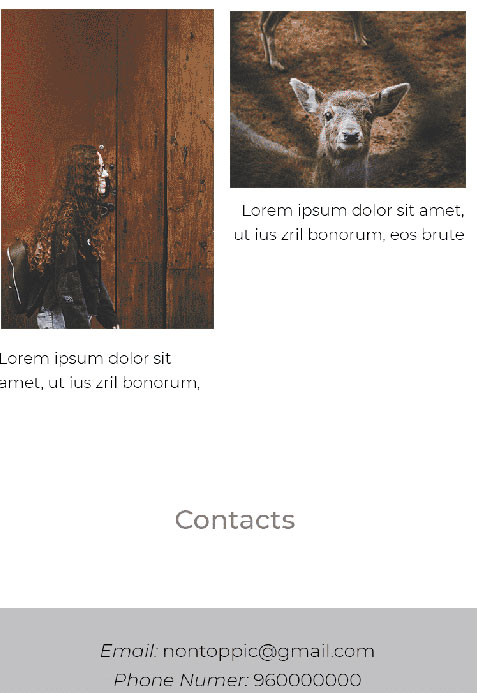 Lorem ipsum dolor sit amet,
ut ius zril bonorum, eos brute
Lorem ipsum dolor sit
amet, ut ius zril bonorum,
Contacts
Email: nontoppic@gmail.com
Phone Numer: 960000000